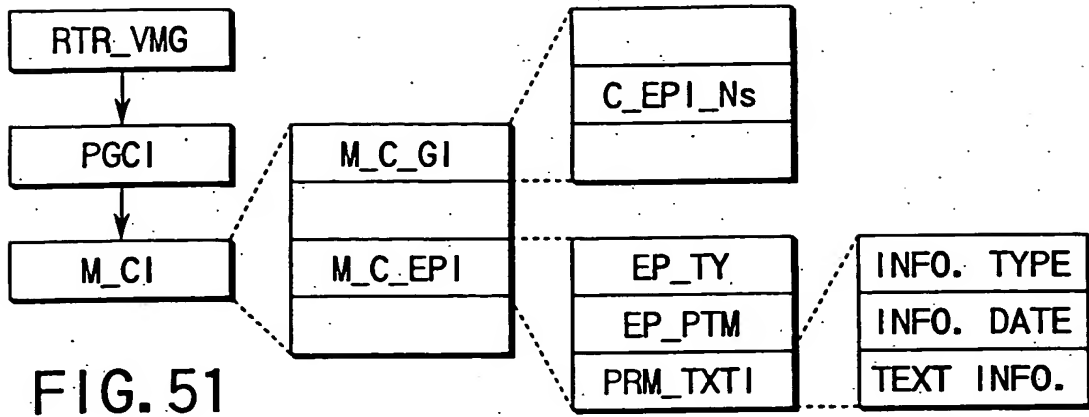 RTR_VMG
PGCI
M_CI
M_C_GI
M_C_EPI
C_EPI_Ns
EP_TY
EP_PTM
PRM_TXTI
INFO. TYPE
INFO. DATE
TEXT INFO.
FIG. 51